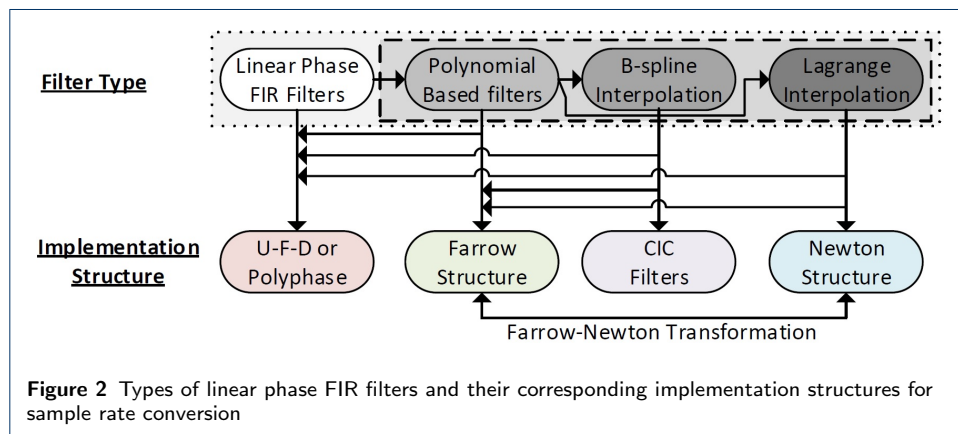 Filter Type
Linear Phase
FIR Filters
Polynomial
Based filters
B-spline
Interpolation
Lagrange
Interpolation
Implementation
Structure
U-F-D or
Polyphase
Farrow
Structure
CIC
Filters
Newton
Structure
Farrow-Newton Transformation
Figure 2 Types of linear phase FIR filters and their corresponding implementation structures for
sample rate conversion